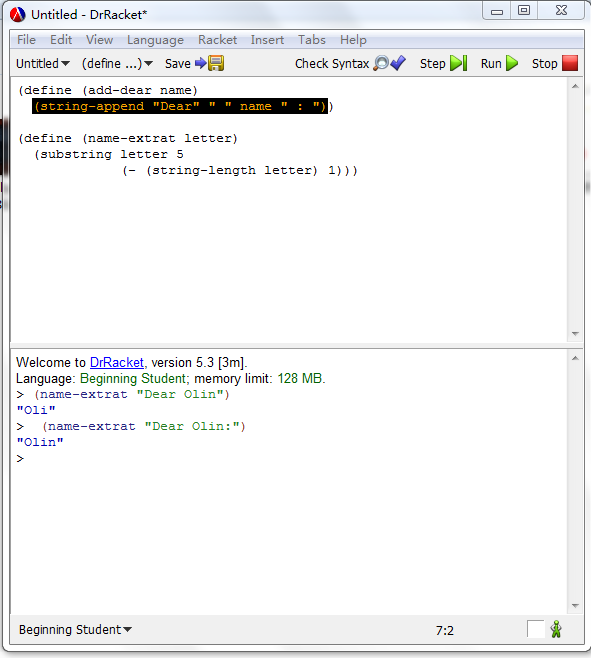 Untitled - DrRacket*
File Edit View Language Racket Insert Tabs Help
Untitled (define ...) Save Check Syntax Step Run Stop
(define (add-dear name)
(string-append "Dear" " " name " : "))
(define (name-extrat letter)
(substring letter 5
(- (string-length letter) 1)))
Welcome to DrRacket, version 5.3 [3m].
Language: Beginning Student; memory limit: 128 MB.
> (name-extrat "Dear Olin")
"Oli"
> (name-extrat "Dear Olin:")
"Olin"
>
Beginning Student 7:2